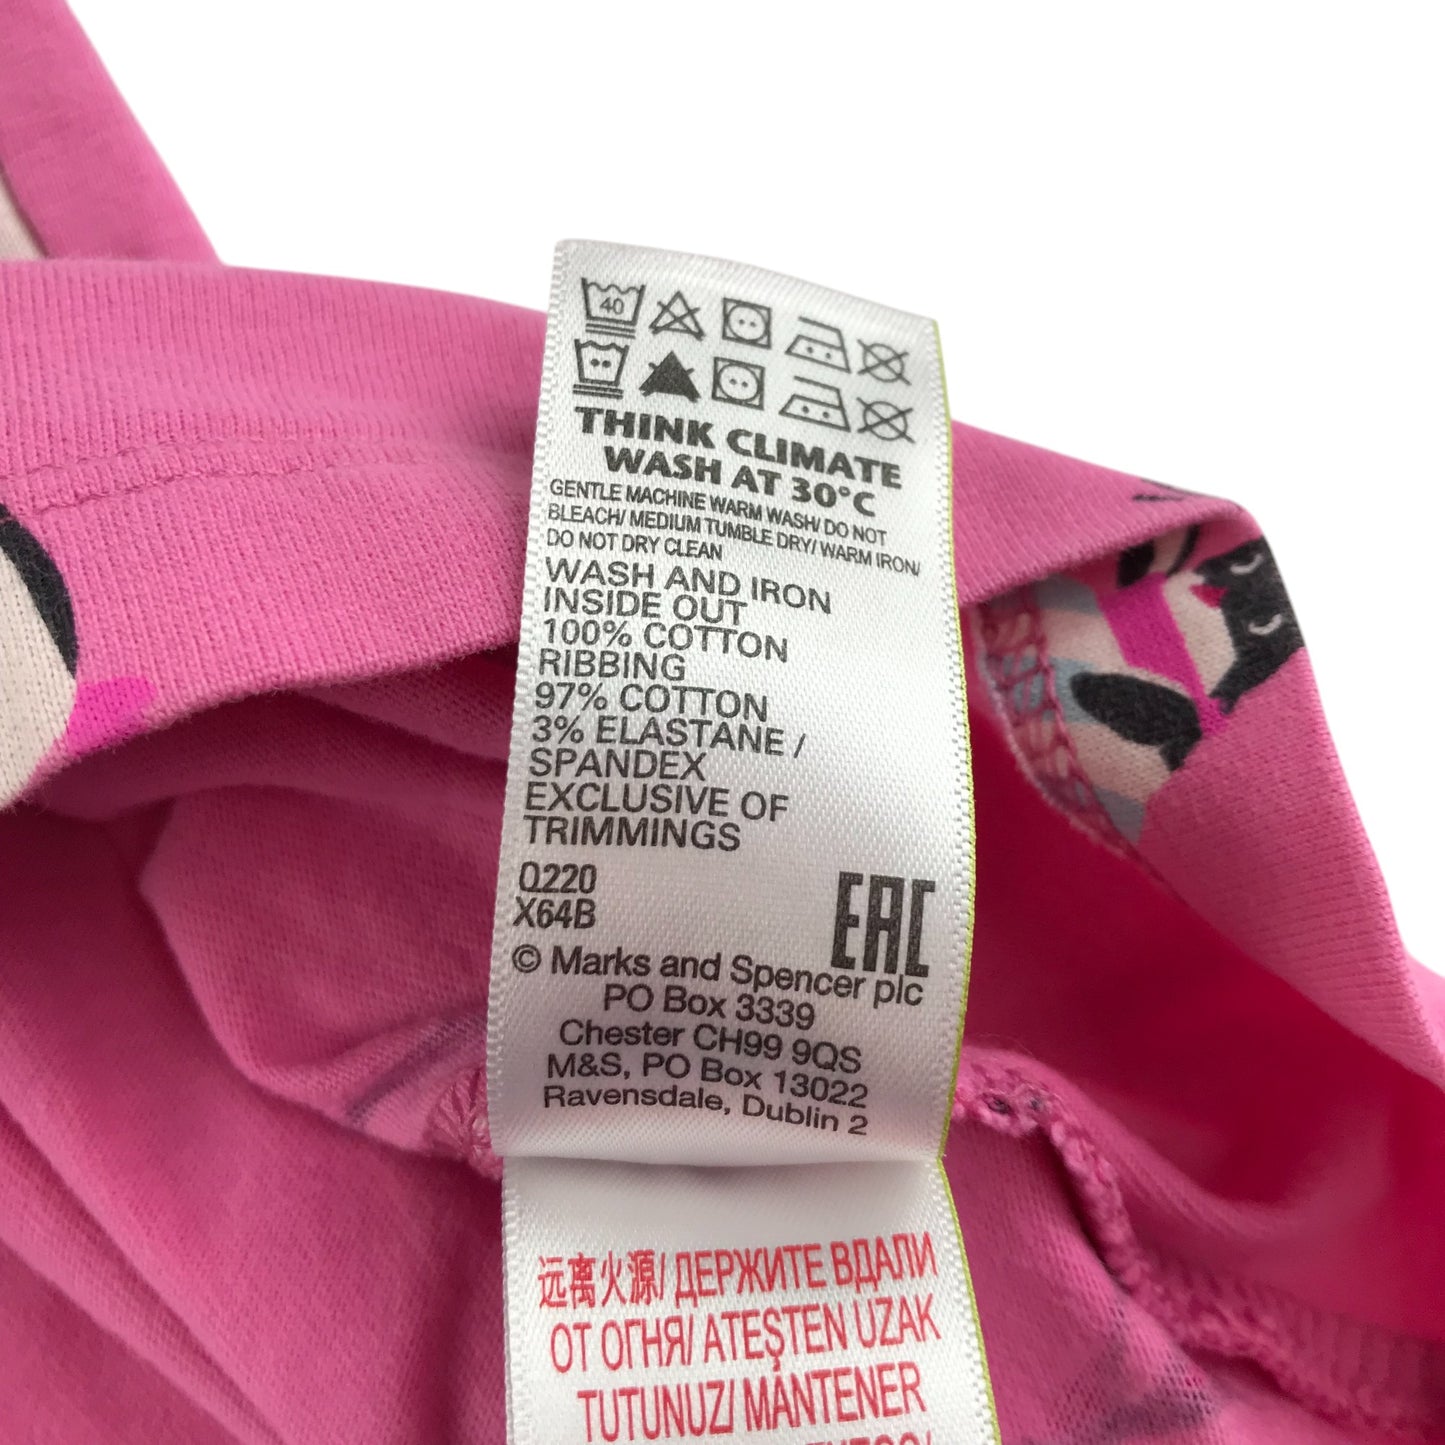 40
THINK CLIMATE
WASH AT 30°C
GENTLE MACHINE WARM WASH/ DO NOT
BLEACH/ MEDIUM TUMBLE DRY/ WARM IRON/
DO NOT DRY CLEAN
WASH AND IRON
INSIDE OUT
100% COTTON
RIBBING
97% COTTON
3% ELASTANE /
SPANDEX
EXCLUSIVE OF
TRIMMINGS
Q220
X64B
EAC
© Marks and Spencer plc
PO Box 3339
Chester CH99 9QS
M&S, PO Box 13022
Ravensdale, Dublin 2
远离火源/ ДЕРЖИТЕ ВДАЛИ
ОТ ОГНЯ/ ATEŞTEN UZAK
TUTUNUZ/ MANTENER